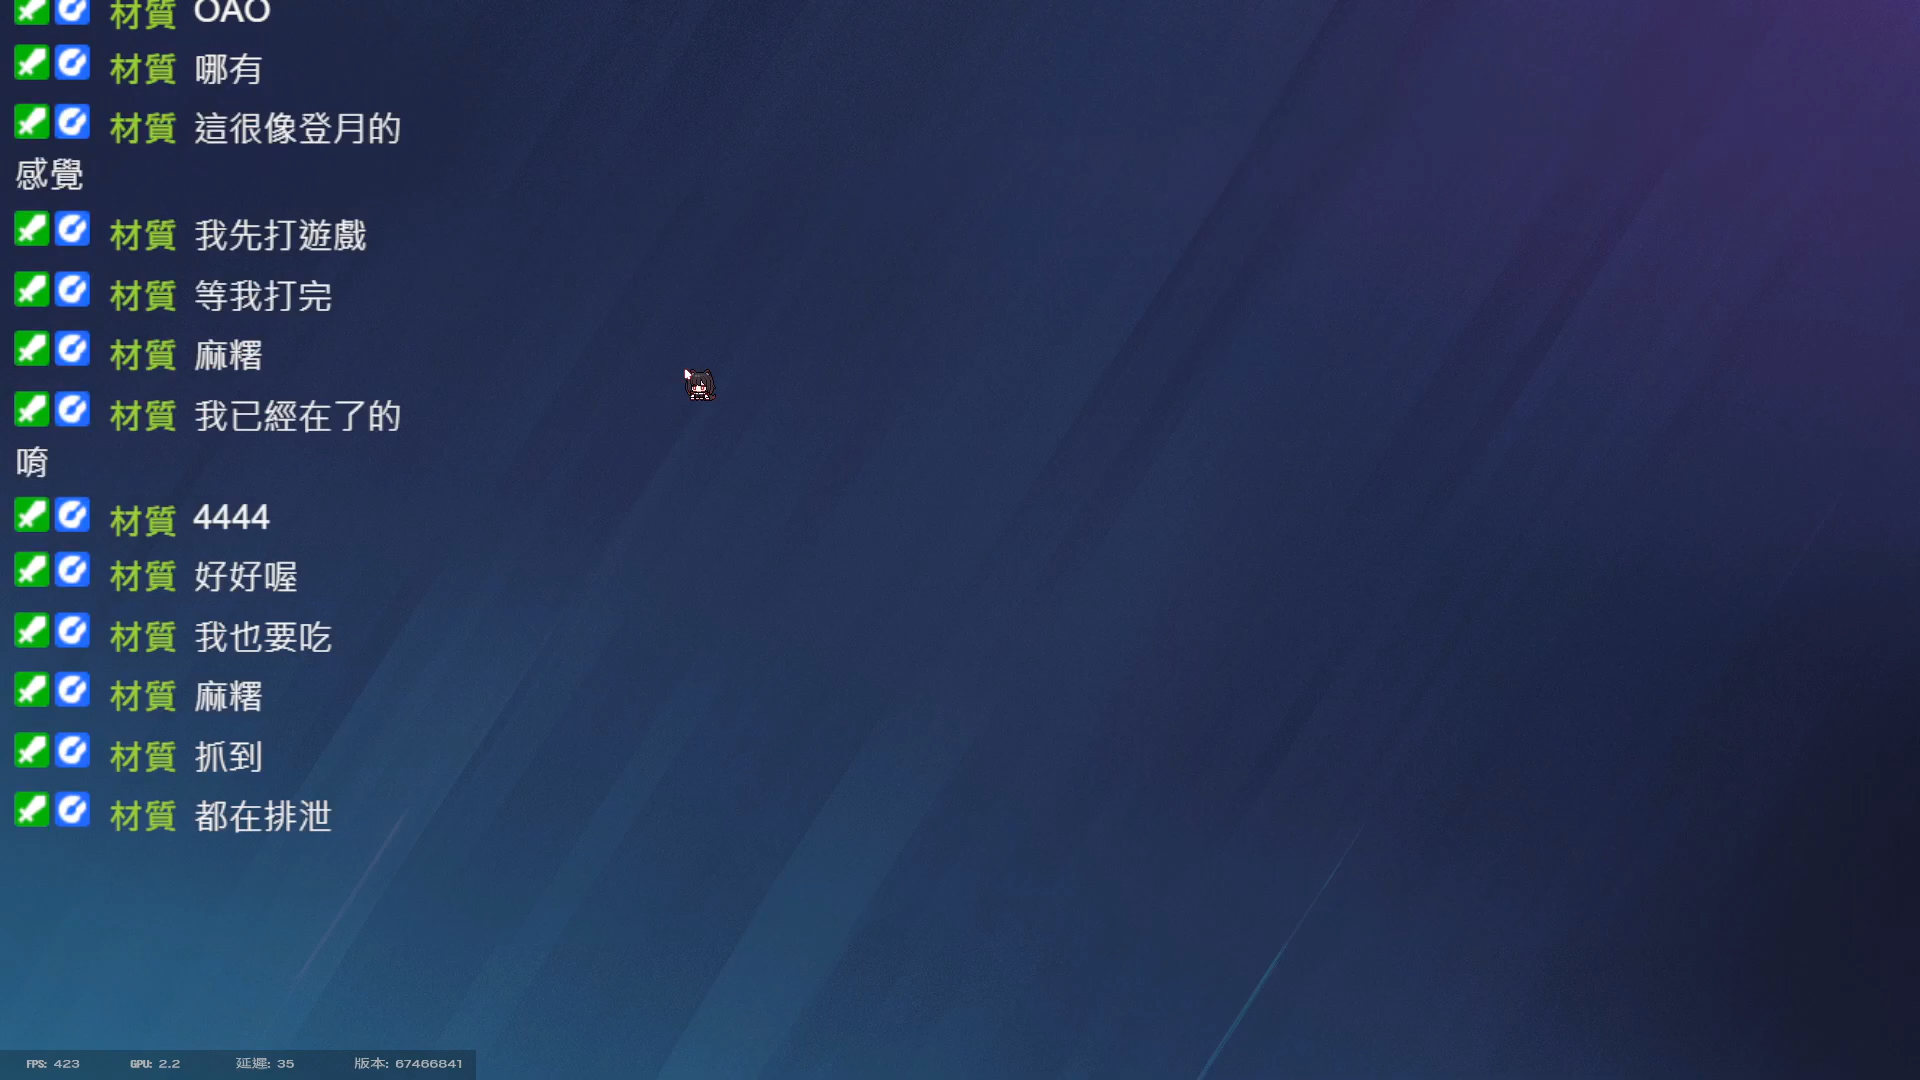 材質 OAO
材質 哪有
材質 這很像登月的
感覺
材質 我先打遊戲
材質 等我打完
材質 麻糬
材質 我已經在了的
唷
材質 4444
材質 好好喔
材質 我也要吃
材質 麻糬
材質 抓到
材質 都在排泄
FPS: 423 GPU: 2.2 延遲: 35 版本: 67466841